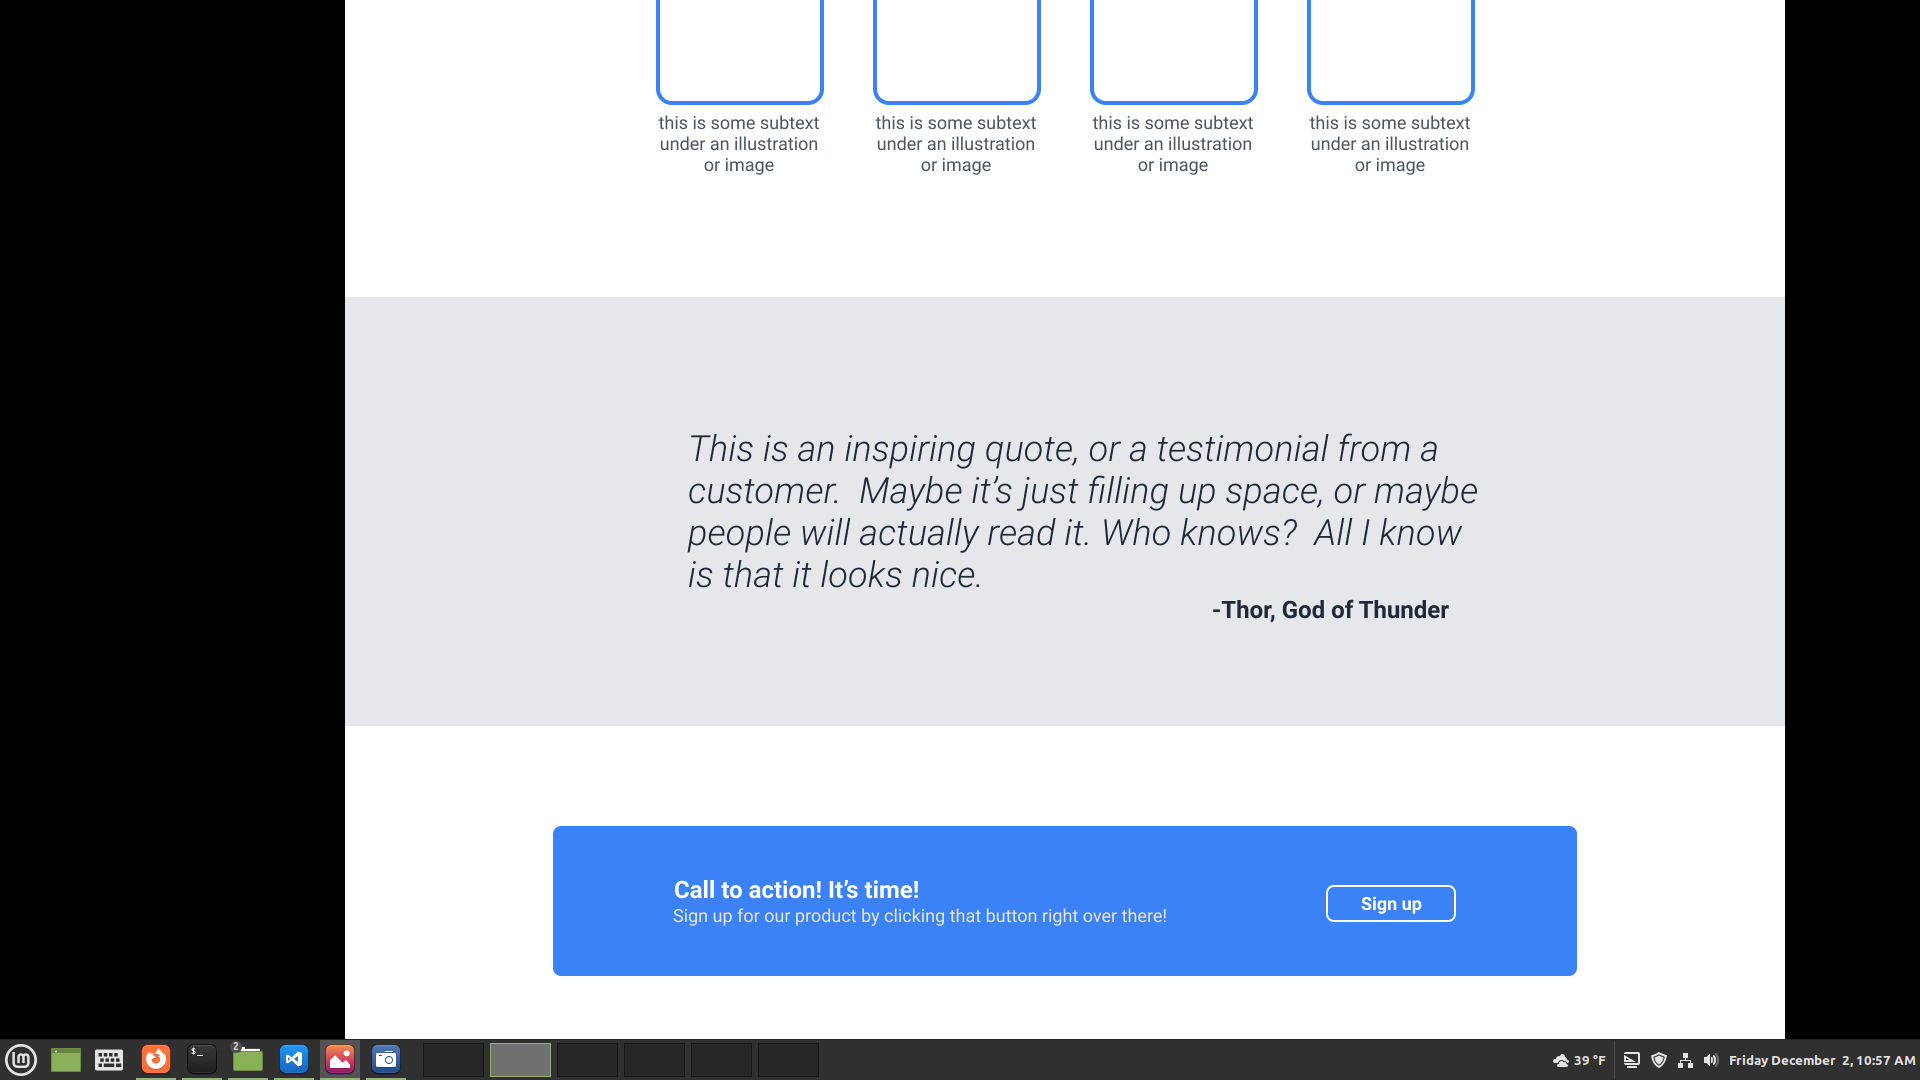 this is some subtext
under an illustration
or image
this is some subtext
under an illustration
or image
this is some subtext
under an illustration
or image
this is some subtext
under an illustration
or image
This is an inspiring quote, or a testimonial from a
customer.  Maybe it’s just filling up space, or maybe
people will actually read it. Who knows?  All I know
is that it looks nice.
-Thor, God of Thunder
Call to action! It’s time!
Sign up for our product by clicking that button right over there!
Sign up
lm
$_
2
39 °F
Friday December  2, 10:57 AM